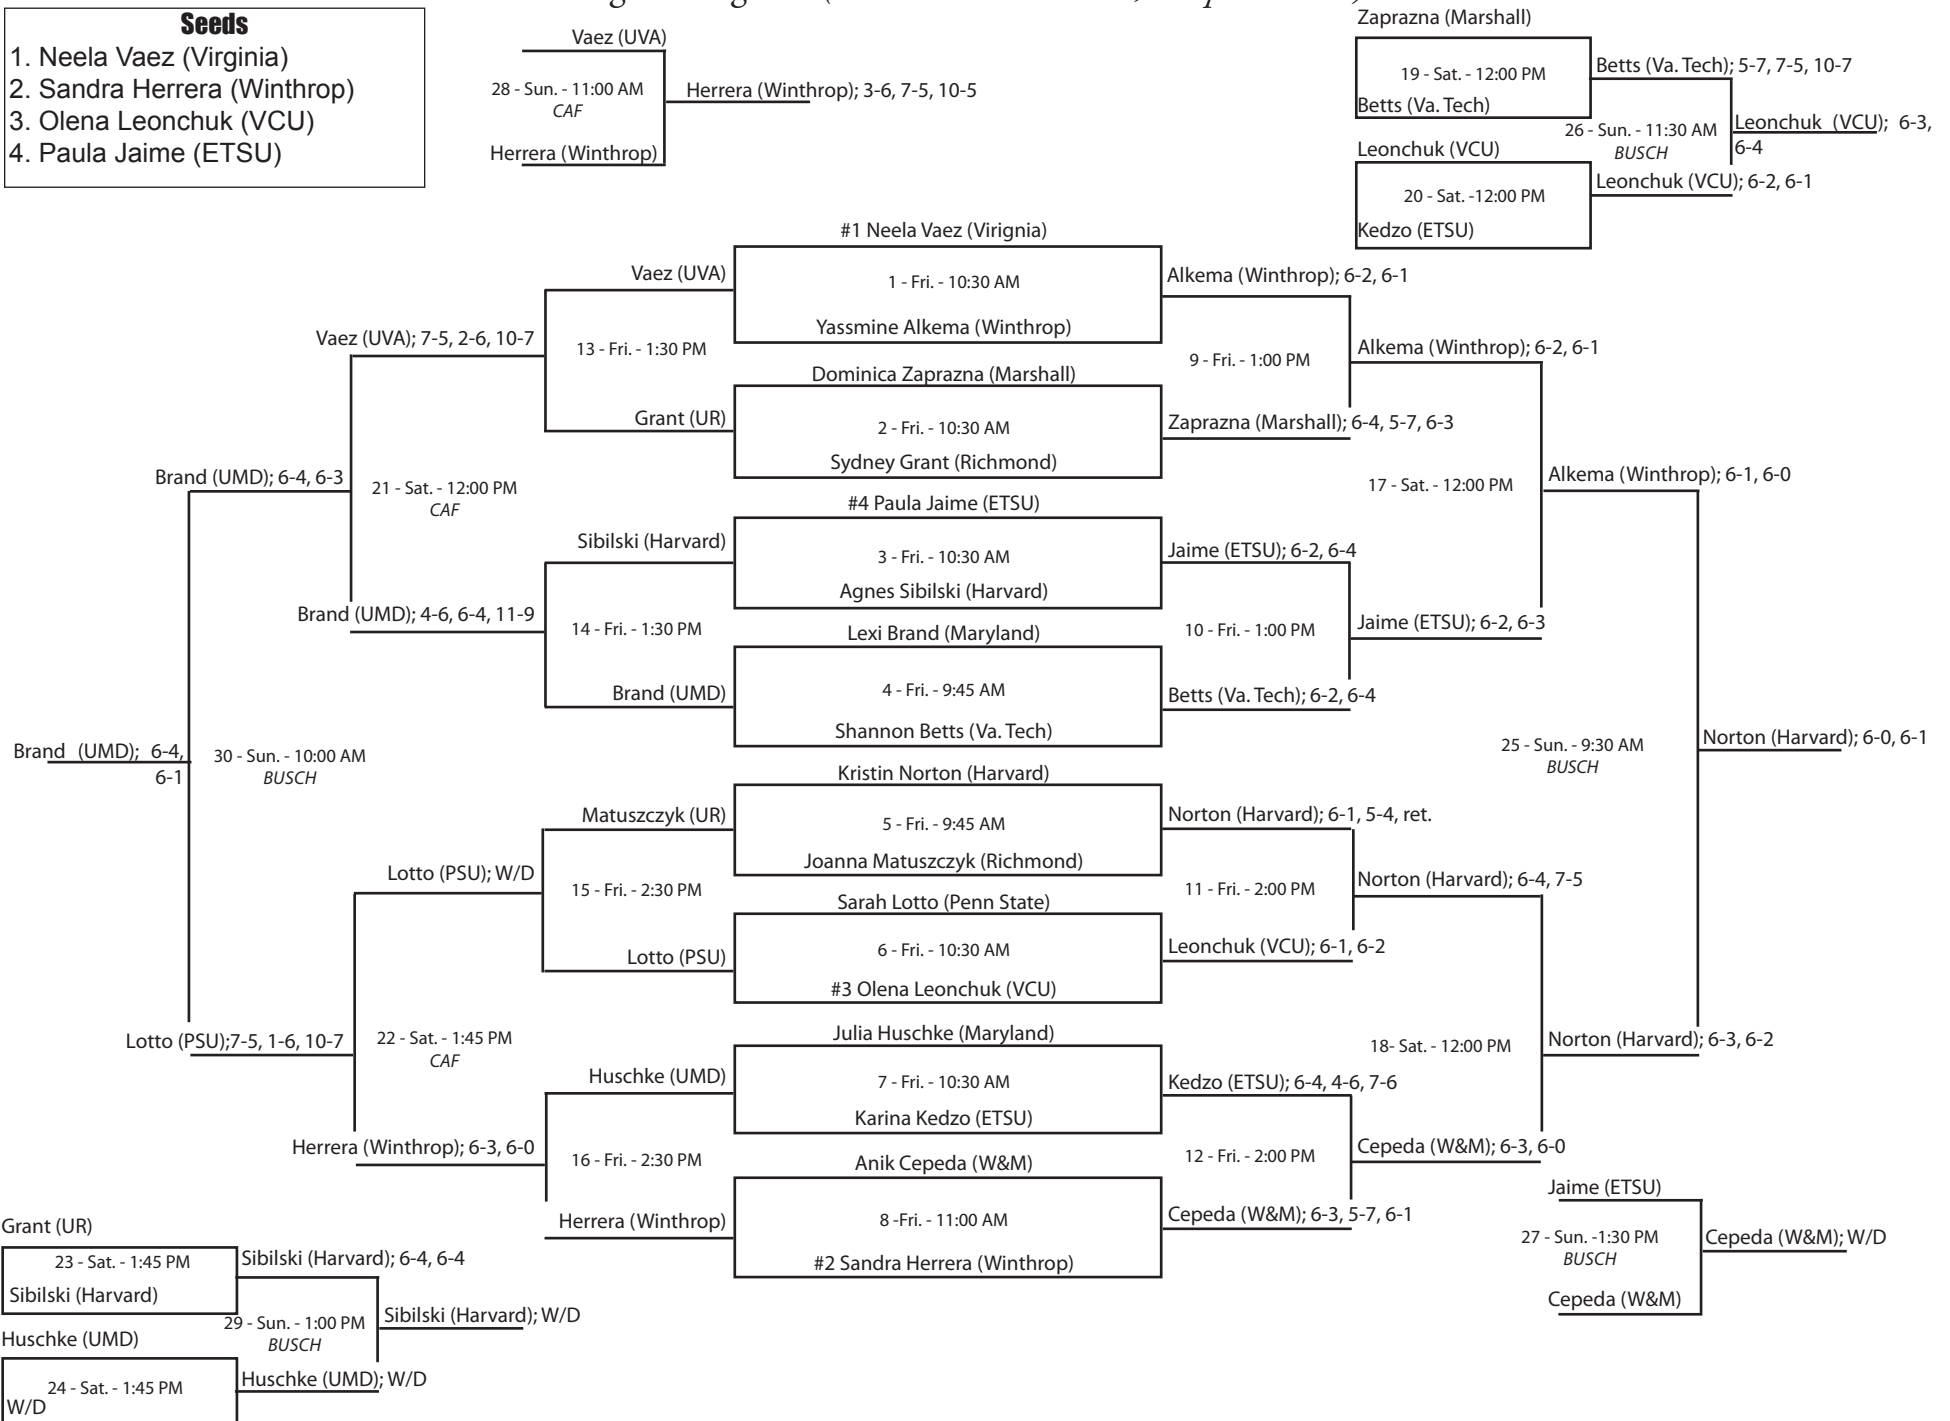 Seeds
1. Neela Vaez (Virginia)
2. Sandra Herrera (Winthrop)
3. Olena Leonchuk (VCU)
4. Paula Jaime (ETSU)
Vaez (UVA)
28 - Sun. - 11:00 AM
CAF
Herrera (Winthrop); 3-6, 7-5, 10-5
Herrera (Winthrop)
Zaprazna (Marshall)
19 - Sat. - 12:00 PM
Betts (Va. Tech)
Betts (Va. Tech); 5-7, 7-5, 10-7
26 - Sun. - 11:30 AM
BUSCH
Leonchuk (VCU); 6-3,
6-4
Leonchuk (VCU)
20 - Sat. -12:00 PM
Kedzo (ETSU)
Leonchuk (VCU); 6-2, 6-1
#1 Neela Vaez (Virignia)
1 - Fri. - 10:30 AM
Yassmine Alkema (Winthrop)
Dominica Zaprazna (Marshall)
2 - Fri. - 10:30 AM
Sydney Grant (Richmond)
#4 Paula Jaime (ETSU)
3 - Fri. - 10:30 AM
Agnes Sibilski (Harvard)
Lexi Brand (Maryland)
4 - Fri. - 9:45 AM
Shannon Betts (Va. Tech)
Kristin Norton (Harvard)
5 - Fri. - 9:45 AM
Joanna Matuszczyk (Richmond)
Sarah Lotto (Penn State)
6 - Fri. - 10:30 AM
#3 Olena Leonchuk (VCU)
Julia Huschke (Maryland)
7 - Fri. - 10:30 AM
Karina Kedzo (ETSU)
Anik Cepeda (W&M)
8 -Fri. - 11:00 AM
#2 Sandra Herrera (Winthrop)
Alkema (Winthrop); 6-2, 6-1
9 - Fri. - 1:00 PM
Zaprazna (Marshall); 6-4, 5-7, 6-3
Jaime (ETSU); 6-2, 6-4
10 - Fri. - 1:00 PM
Betts (Va. Tech); 6-2, 6-4
Norton (Harvard); 6-1, 5-4, ret.
11 - Fri. - 2:00 PM
Leonchuk (VCU); 6-1, 6-2
Kedzo (ETSU); 6-4, 4-6, 7-6
12 - Fri. - 2:00 PM
Cepeda (W&M); 6-3, 5-7, 6-1
Alkema (Winthrop); 6-2, 6-1
17 - Sat. - 12:00 PM
Jaime (ETSU); 6-2, 6-3
Norton (Harvard); 6-4, 7-5
18- Sat. - 12:00 PM
Cepeda (W&M); 6-3, 6-0
Alkema (Winthrop); 6-1, 6-0
25 - Sun. - 9:30 AM
BUSCH
Norton (Harvard); 6-3, 6-2
Norton (Harvard); 6-0, 6-1
Jaime (ETSU)
27 - Sun. -1:30 PM
BUSCH
Cepeda (W&M)
Cepeda (W&M); W/D
Vaez (UVA)
13 - Fri. - 1:30 PM
Grant (UR)
Sibilski (Harvard)
14 - Fri. - 1:30 PM
Brand (UMD)
Matuszczyk (UR)
15 - Fri. - 2:30 PM
Lotto (PSU)
Huschke (UMD)
16 - Fri. - 2:30 PM
Herrera (Winthrop)
Vaez (UVA); 7-5, 2-6, 10-7
21 - Sat. - 12:00 PM
CAF
Brand (UMD); 4-6, 6-4, 11-9
Lotto (PSU); W/D
22 - Sat. - 1:45 PM
CAF
Herrera (Winthrop); 6-3, 6-0
Brand (UMD); 6-4, 6-3
30 - Sun. - 10:00 AM
BUSCH
Lotto (PSU);7-5, 1-6, 10-7
Brand (UMD); 6-4,
6-1
Grant (UR)
23 - Sat. - 1:45 PM
Sibilski (Harvard)
Sibilski (Harvard); 6-4, 6-4
29 - Sun. - 1:00 PM
BUSCH
Sibilski (Harvard); W/D
Huschke (UMD)
24 - Sat. - 1:45 PM
W/D
Huschke (UMD); W/D